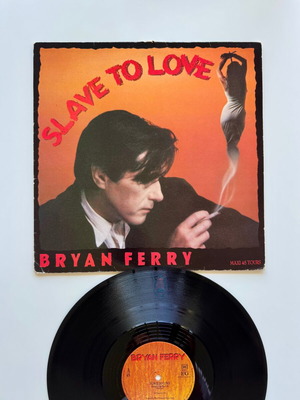 SLAVE TO LOVE
BRYAN FERRY
MAXI 45 TOURS
BRYAN FERRY